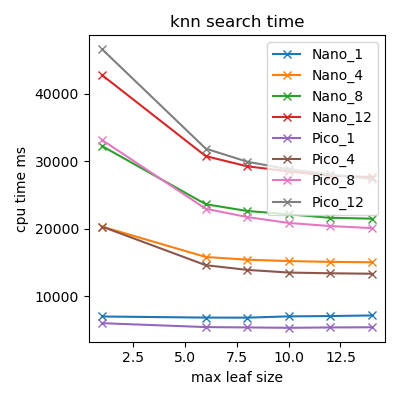 knn search time
Nano_1
Nano_4
Nano_8
Nano_12
Pico_1
Pico_4
Pico_8
Pico_12
cpu time ms
40000
30000
20000
10000
2.5
5.0
7.5
10.0
12.5
max leaf size